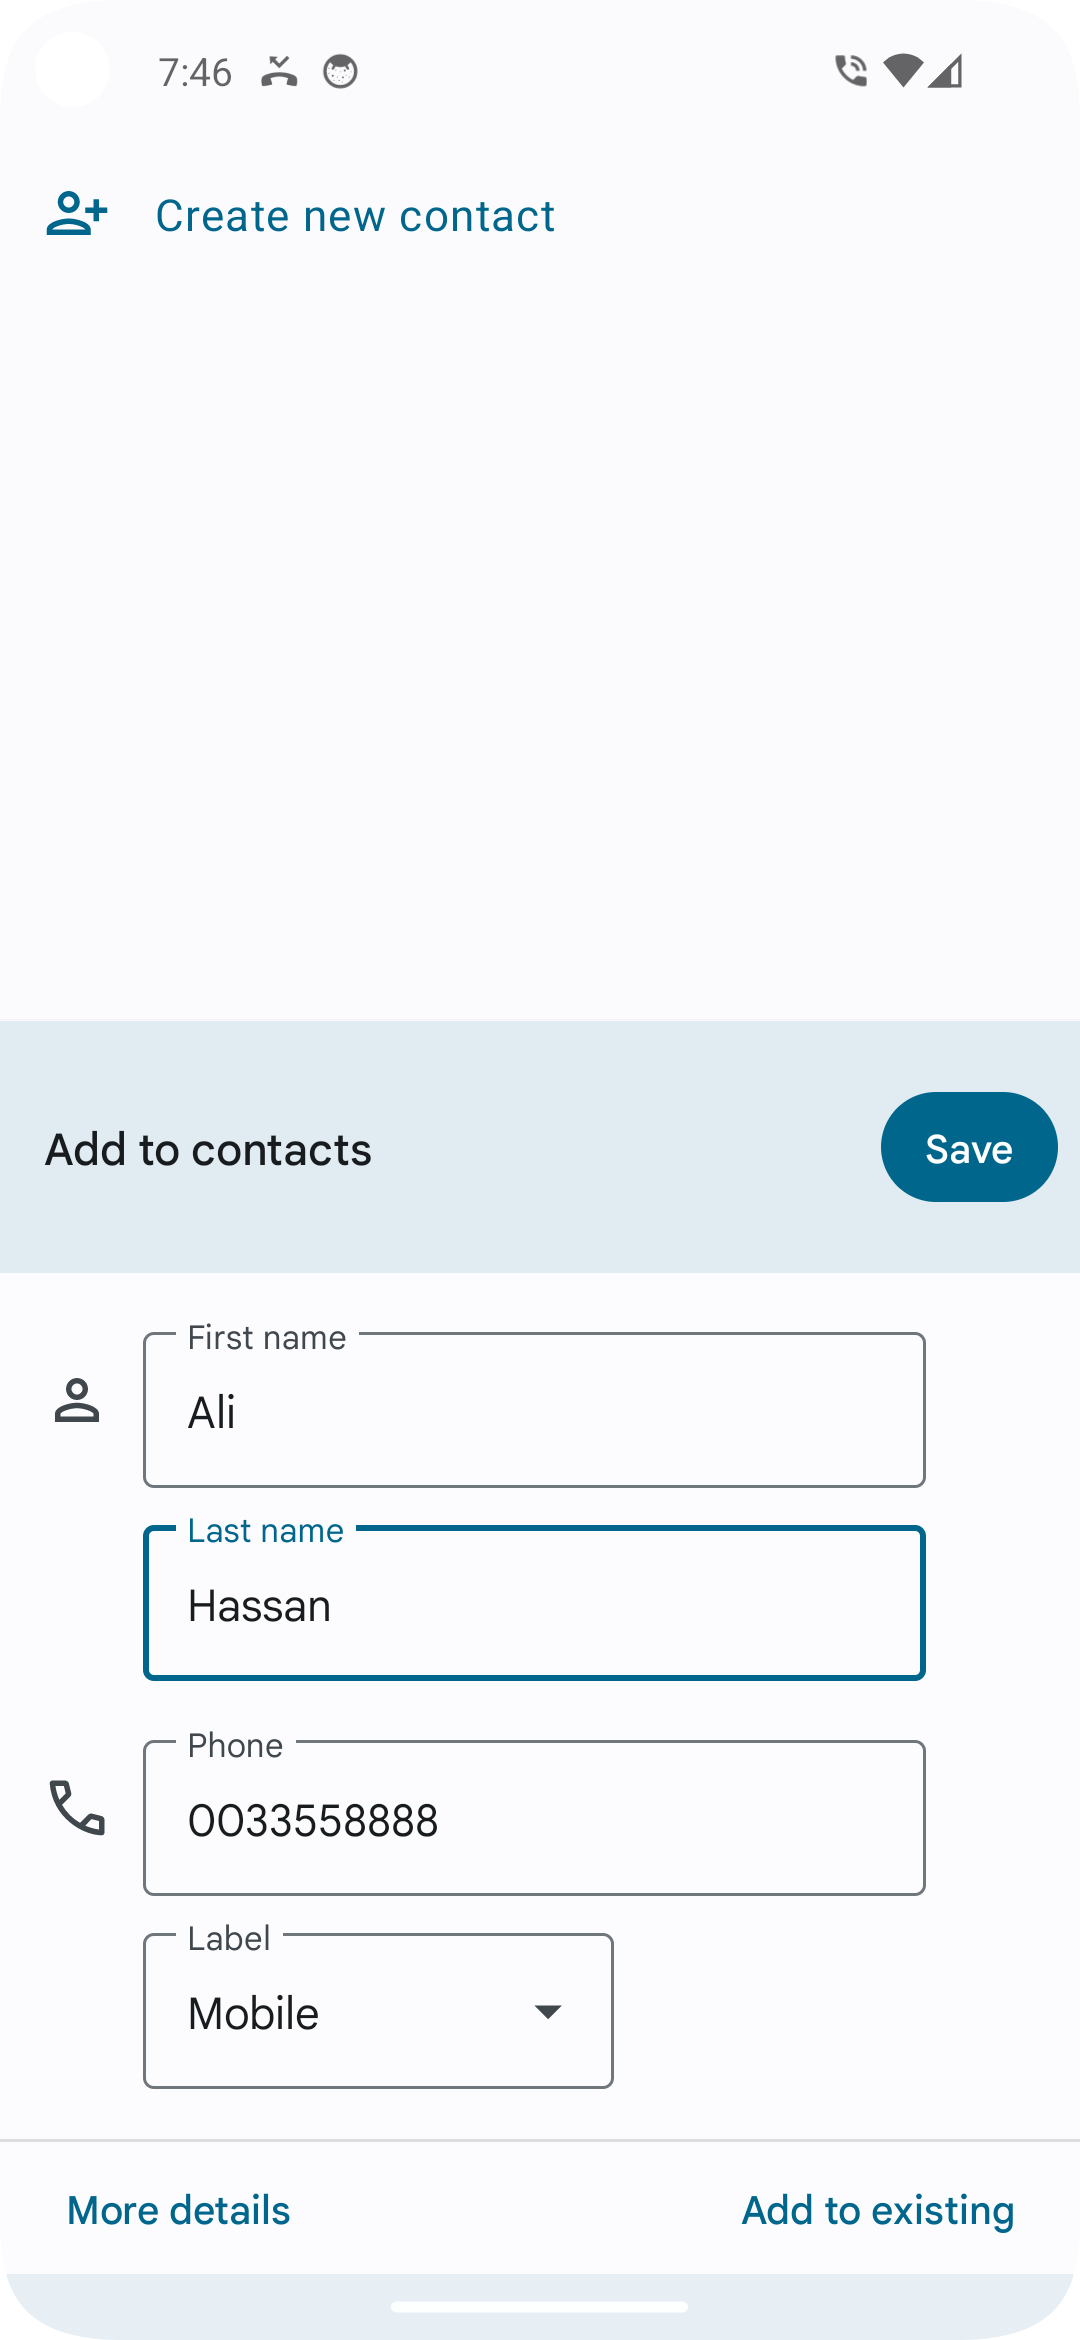 7:46
Create new contact
Add to contacts
Save
First name
Ali
Last name
Hassan
Phone
0033558888
Label
Mobile
More details
Add to existing